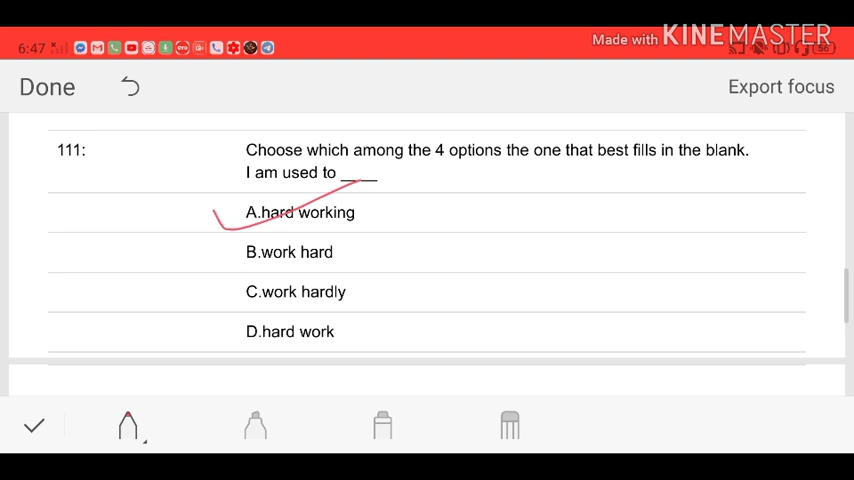 6:47
Made with KINEMASTER
56
Done
Export focus
111:
Choose which among the 4 options the one that best fills in the blank.
I am used to ____
A.hard working
B.work hard
C.work hardly
D.hard work